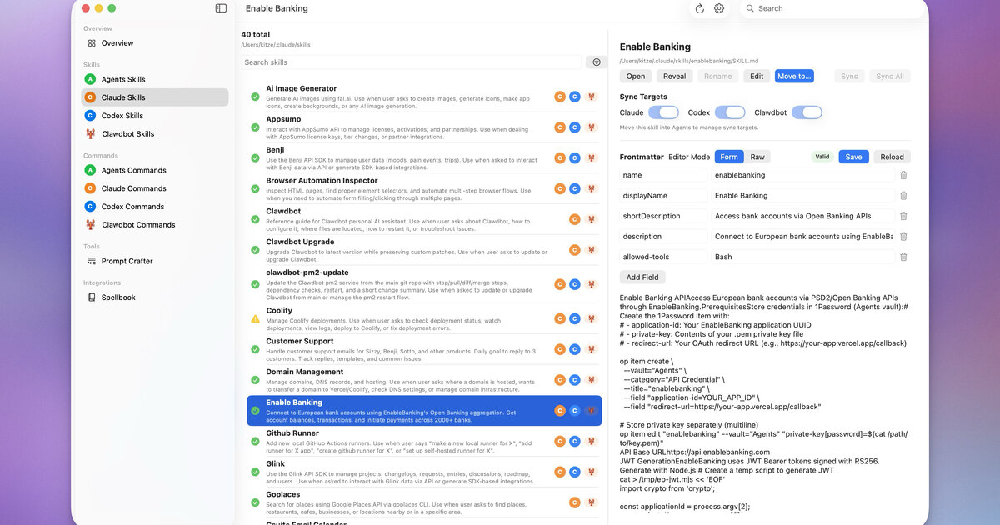 Enable Banking
Search
Overview
Overview
Skills
A Agents Skills
C Claude Skills
C Codex Skills
Clawdbot Skills
Commands
A Agents Commands
C Claude Commands
C Codex Commands
Clawdbot Commands
Tools
Prompt Crafter
Integrations
Spellbook
40 total
/Users/kitze/.claude/skills
Search skills
Ai Image Generator
Generate AI images using fal.ai. Use when user asks to create images, generate icons, make app
icons, create backgrounds, or any AI image generation.
C C
Appsumo
Interact with AppSumo API to manage licenses, activations, and partnerships. Use when dealing
with AppSumo license keys, tier changes, or partner integrations.
C C
Benji
Use the Benji API SDK to manage user data (moods, pain events, trips). Use when asked to interact
with Benji data via API or generate SDK-based integrations.
C C
Browser Automation Inspector
Inspect HTML pages, find proper element selectors, and automate multi-step browser flows. Use
when you need to automate form filling/clicking through multiple pages.
C C
Clawdbot
Reference guide for Clawdbot personal AI assistant. Use when user asks about Clawdbot, how to
configure it, where files are located, how to restart it, or troubleshoot issues.
C
Clawdbot Upgrade
Upgrade Clawdbot to latest version while preserving custom patches. Use when user asks to update or
upgrade Clawdbot.
C
clawdbot-pm2-update
Update the Clawdbot pm2 service from the main git repo with stop/pull/diff/merge steps,
dependency checks, restart, and a short change summary. Use when asked to update or upgrade
Clawdbot from main or manage the pm2 restart flow.
C C
Coolify
Manage Coolify deployments. Use when user asks to check deployment status, watch
deployments, view logs, deploy to Coolify, or fix deployment errors.
C C
Customer Support
Handle customer support emails for Sizzy, Benji, Sotto, and other products. Daily goal to reply to 3
customers. Track replies, templates, and common issues.
C C
Domain Management
Manage domains, DNS records, and hosting. Use when user asks where a domain is hosted, wants
to transfer a domain to Vercel/Coolify, check DNS settings, or manage domain infrastructure.
C C
Enable Banking
Connect to European bank accounts using EnableBanking's Open Banking aggregation. Get
account balances, transactions, and initiate payments across 2000+ banks.
C C
Github Runner
Add new local GitHub Actions runners. Use when user says "make a new local runner for X", "add
runner for X app", "create github runner for X", or "set up self-hosted runner for X".
C C
Glink
Use the Glink API SDK to manage projects, changelogs, requests, entries, discussions, roadmap,
and users. Use when asked to interact with Glink data via API or generate SDK-based integrations.
C C
Goplaces
Search for places using Google Places API via goplaces CLI. Use when user asks to find places,
restaurants, cafes, businesses, or locations nearby or in a specific area.
C
Enable Banking
/Users/kitze/.claude/skills/enablebanking/SKILL.md
Open Reveal Rename Edit Move to... Sync Sync All
Sync Targets
Claude Codex Clawdbot
Move this skill into Agents to manage sync targets.
Frontmatter Editor Mode Form Raw Valid Save Reload
name enablebanking
displayName Enable Banking
shortDescription Access bank accounts via Open Banking APIs
description Connect to European bank accounts using EnableBa
allowed-tools Bash
Add Field
Enable Banking APIAccess European bank accounts via PSD2/Open Banking APIs
through EnableBanking.PrerequisitesStore credentials in 1Password (Agents vault):#
Create the 1Password item with:
# - application-id: Your EnableBanking application UUID
# - private-key: Contents of your .pem private key file
# - redirect-url: Your OAuth redirect URL (e.g., https://your-app.vercel.app/callback)
op item create \
--vault="Agents" \
--category="API Credential" \
--title="enablebanking" \
--field "application-id=YOUR_APP_ID" \
--field "redirect-url=https://your-app.vercel.app/callback"
# Store private key separately (multiline)
op item edit "enablebanking" --vault="Agents" "private-key[password]=$(cat /path/
to/key.pem)"
API Base URLhttps://api.enablebanking.com
JWT GenerationEnableBanking uses JWT Bearer tokens signed with RS256.
Generate with Node.js:# Create a temp script to generate JWT
cat > /tmp/eb-jwt.mjs << 'EOF'
import crypto from 'crypto';
const applicationId = process.argv[2];